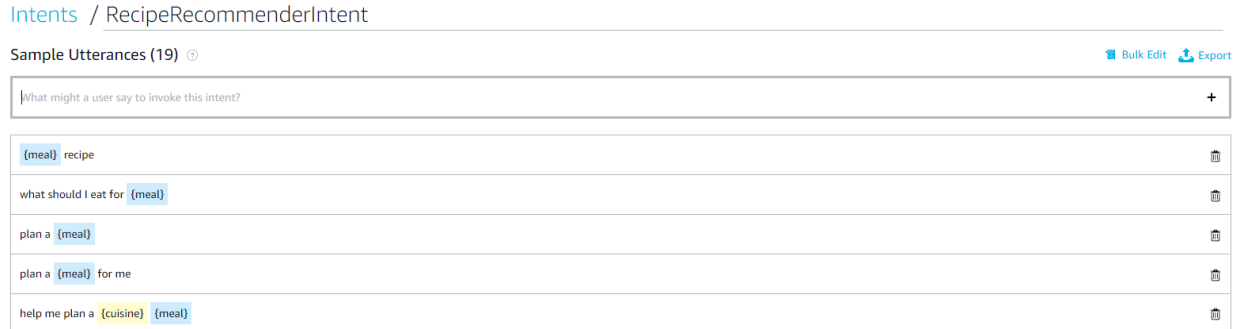 Intents / RecipeRecommenderIntent
Sample Utterances (19) ?
Bulk Edit Export
What might a user say to invoke this intent? +
{meal} recipe
what should I eat for {meal}
plan a {meal}
plan a {meal} for me
help me plan a {cuisine} {meal}